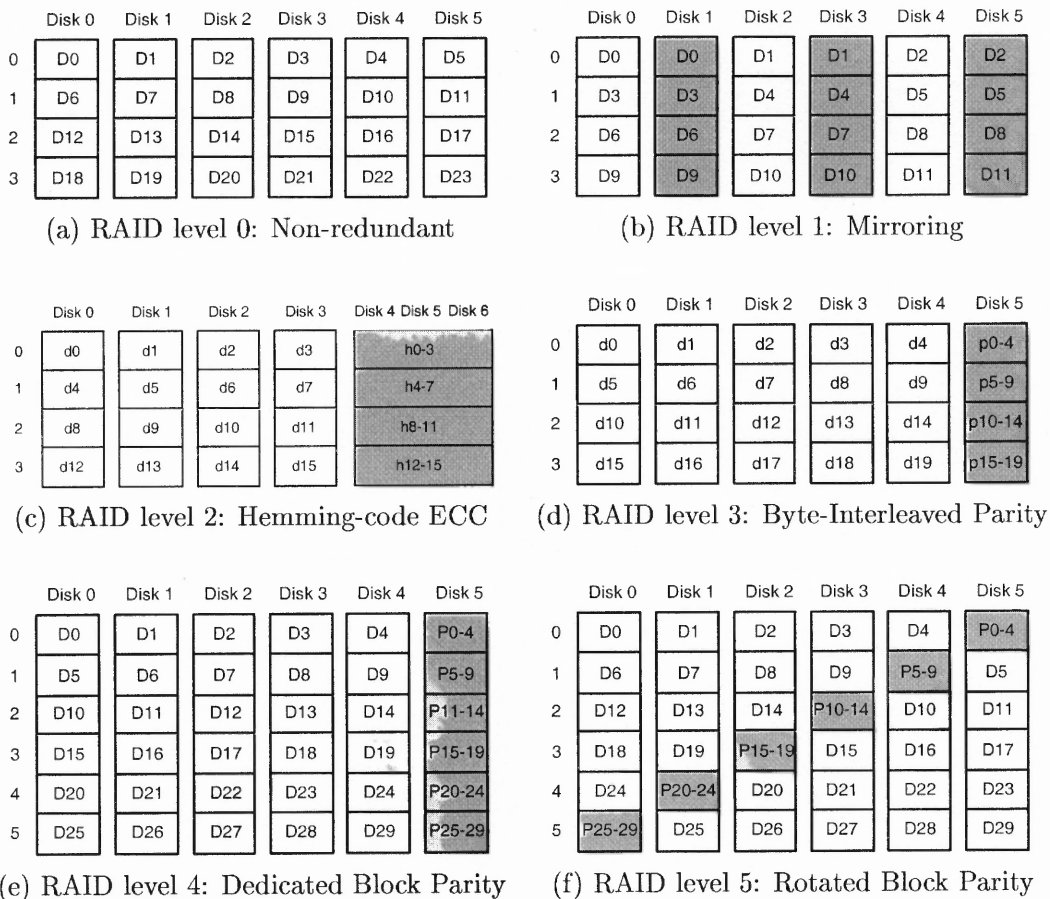 Disk 0 Disk 1 Disk 2 Disk 3 Disk 4 Disk 5
0 D0 D1 D2 D3 D4 D5
1 D6 D7 D8 D9 D10 D11
2 D12 D13 D14 D15 D16 D17
3 D18 D19 D20 D21 D22 D23
(a) RAID level 0: Non-redundant
Disk 0 Disk 1 Disk 2 Disk 3 Disk 4 Disk 5
0 D0 D0 D1 D1 D2 D2
1 D3 D3 D4 D4 D5 D5
2 D6 D6 D7 D7 D8 D8
3 D9 D9 D10 D10 D11 D11
(b) RAID level 1: Mirroring
Disk 0 Disk 1 Disk 2 Disk 3 Disk 4 Disk 5 Disk 6
0 d0 d1 d2 d3 h0-3
1 d4 d5 d6 d7 h4-7
2 d8 d9 d10 d11 h8-11
3 d12 d13 d14 d15 h12-15
(c) RAID level 2: Hemming-code ECC
Disk 0 Disk 1 Disk 2 Disk 3 Disk 4 Disk 5
0 d0 d1 d2 d3 d4 p0-4
1 d5 d6 d7 d8 d9 p5-9
2 d10 d11 d12 d13 d14 p10-14
3 d15 d16 d17 d18 d19 p15-19
(d) RAID level 3: Byte-Interleaved Parity
Disk 0 Disk 1 Disk 2 Disk 3 Disk 4 Disk 5
0 D0 D1 D2 D3 D4 P0-4
1 D5 D6 D7 D8 D9 P5-9
2 D10 D11 D12 D13 D14 P11-14
3 D15 D16 D17 D18 D19 P15-19
4 D20 D21 D22 D23 D24 P20-24
5 D25 D26 D27 D28 D29 P25-29
(e) RAID level 4: Dedicated Block Parity
Disk 0 Disk 1 Disk 2 Disk 3 Disk 4 Disk 5
0 D0 D1 D2 D3 D4 P0-4
1 D6 D7 D8 D9 P5-9 D5
2 D12 D13 D14 P10-14 D10 D11
3 D18 D19 P15-19 D15 D16 D17
4 D24 P20-24 D20 D21 D22 D23
5 P25-29 D25 D26 D27 D28 D29
(f) RAID level 5: Rotated Block Parity